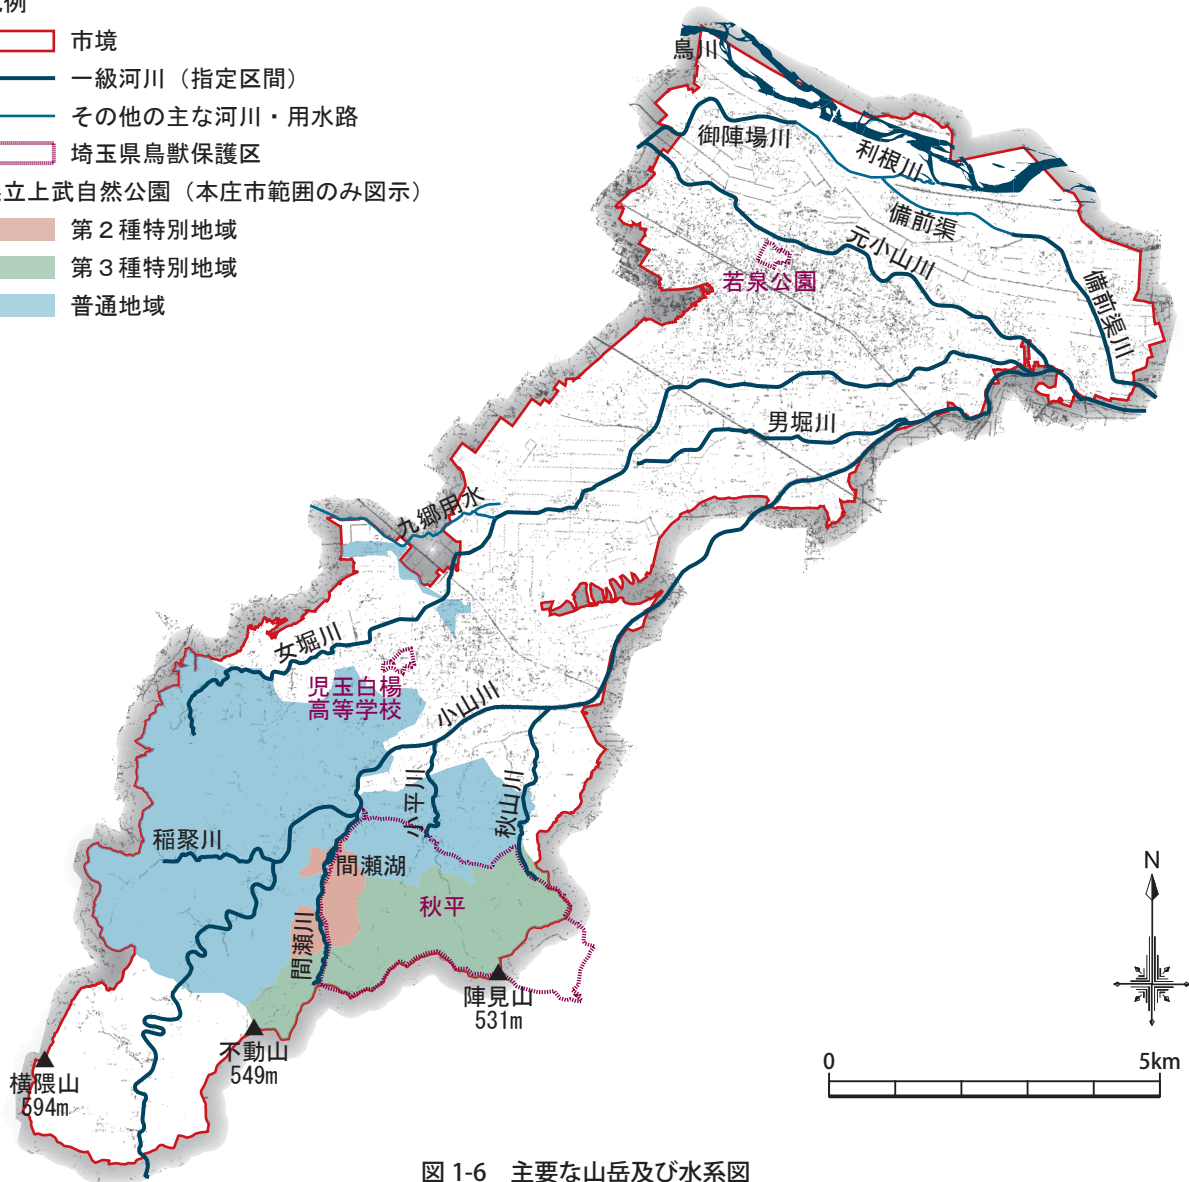 例
市境
一級河川（指定区間）
その他の主な河川・用水路
埼玉県鳥獣保護区
立上武自然公園（本庄市範囲のみ図示）
第２種特別地域
第３種特別地域
普通地域
烏川
御陣場川
利根川
備前渠
元小山川
若泉公園
備前渠川
男堀川
九郷用水
女堀川
児玉白楊
高等学校
小山川
小平川
秋山川
稲聚川
間瀬湖
秋平
間瀬川
陣見山
531m
不動山
549m
横隈山
594m
N
0
5km
図 1-6　主要な山岳及び水系図